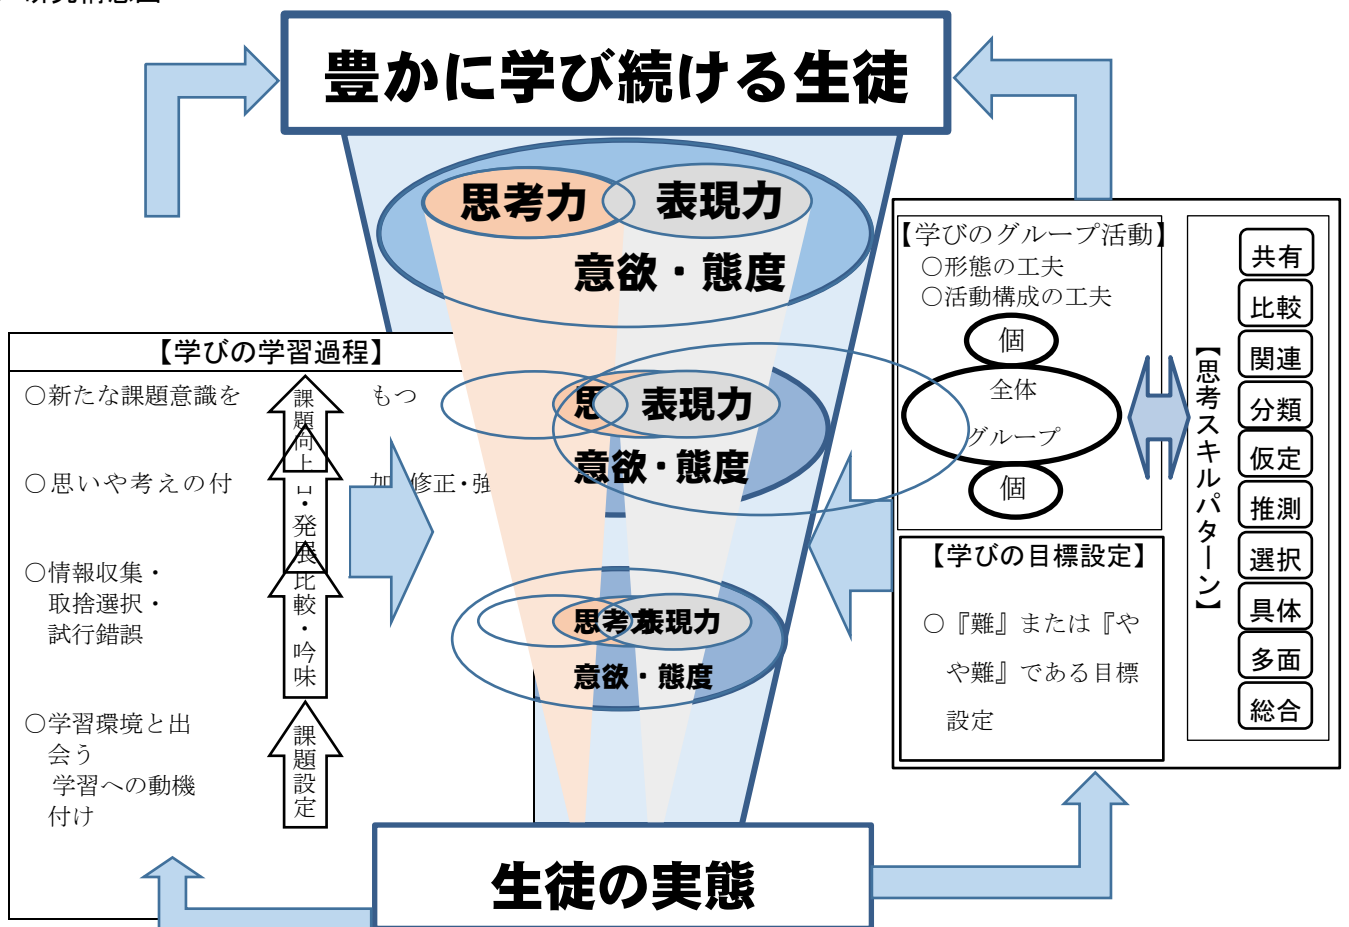 豊かに学び続ける生徒
思考力
表現力
意欲・態度
【学びの学習過程】
○新たな課題意識を
もつ
○思いや考えの付
加
修正・強
○情報収集・
取捨選択・
試行錯誤
○学習環境と出
会う
学習への動機
付け
課題向上
・発展
比較・吟味
課題設定
思
表現力
意欲・態度
思考
表現力
意欲・態度
【学びのグループ活動】
○形態の工夫
○活動構成の工夫
個
全体
グループ
個
【学びの目標設定】
○『難』または『や
や難』である目標
設定
【思考スキルパターン】
共有
比較
関連
分類
仮定
推測
選択
具体
多面
総合
生徒の実態